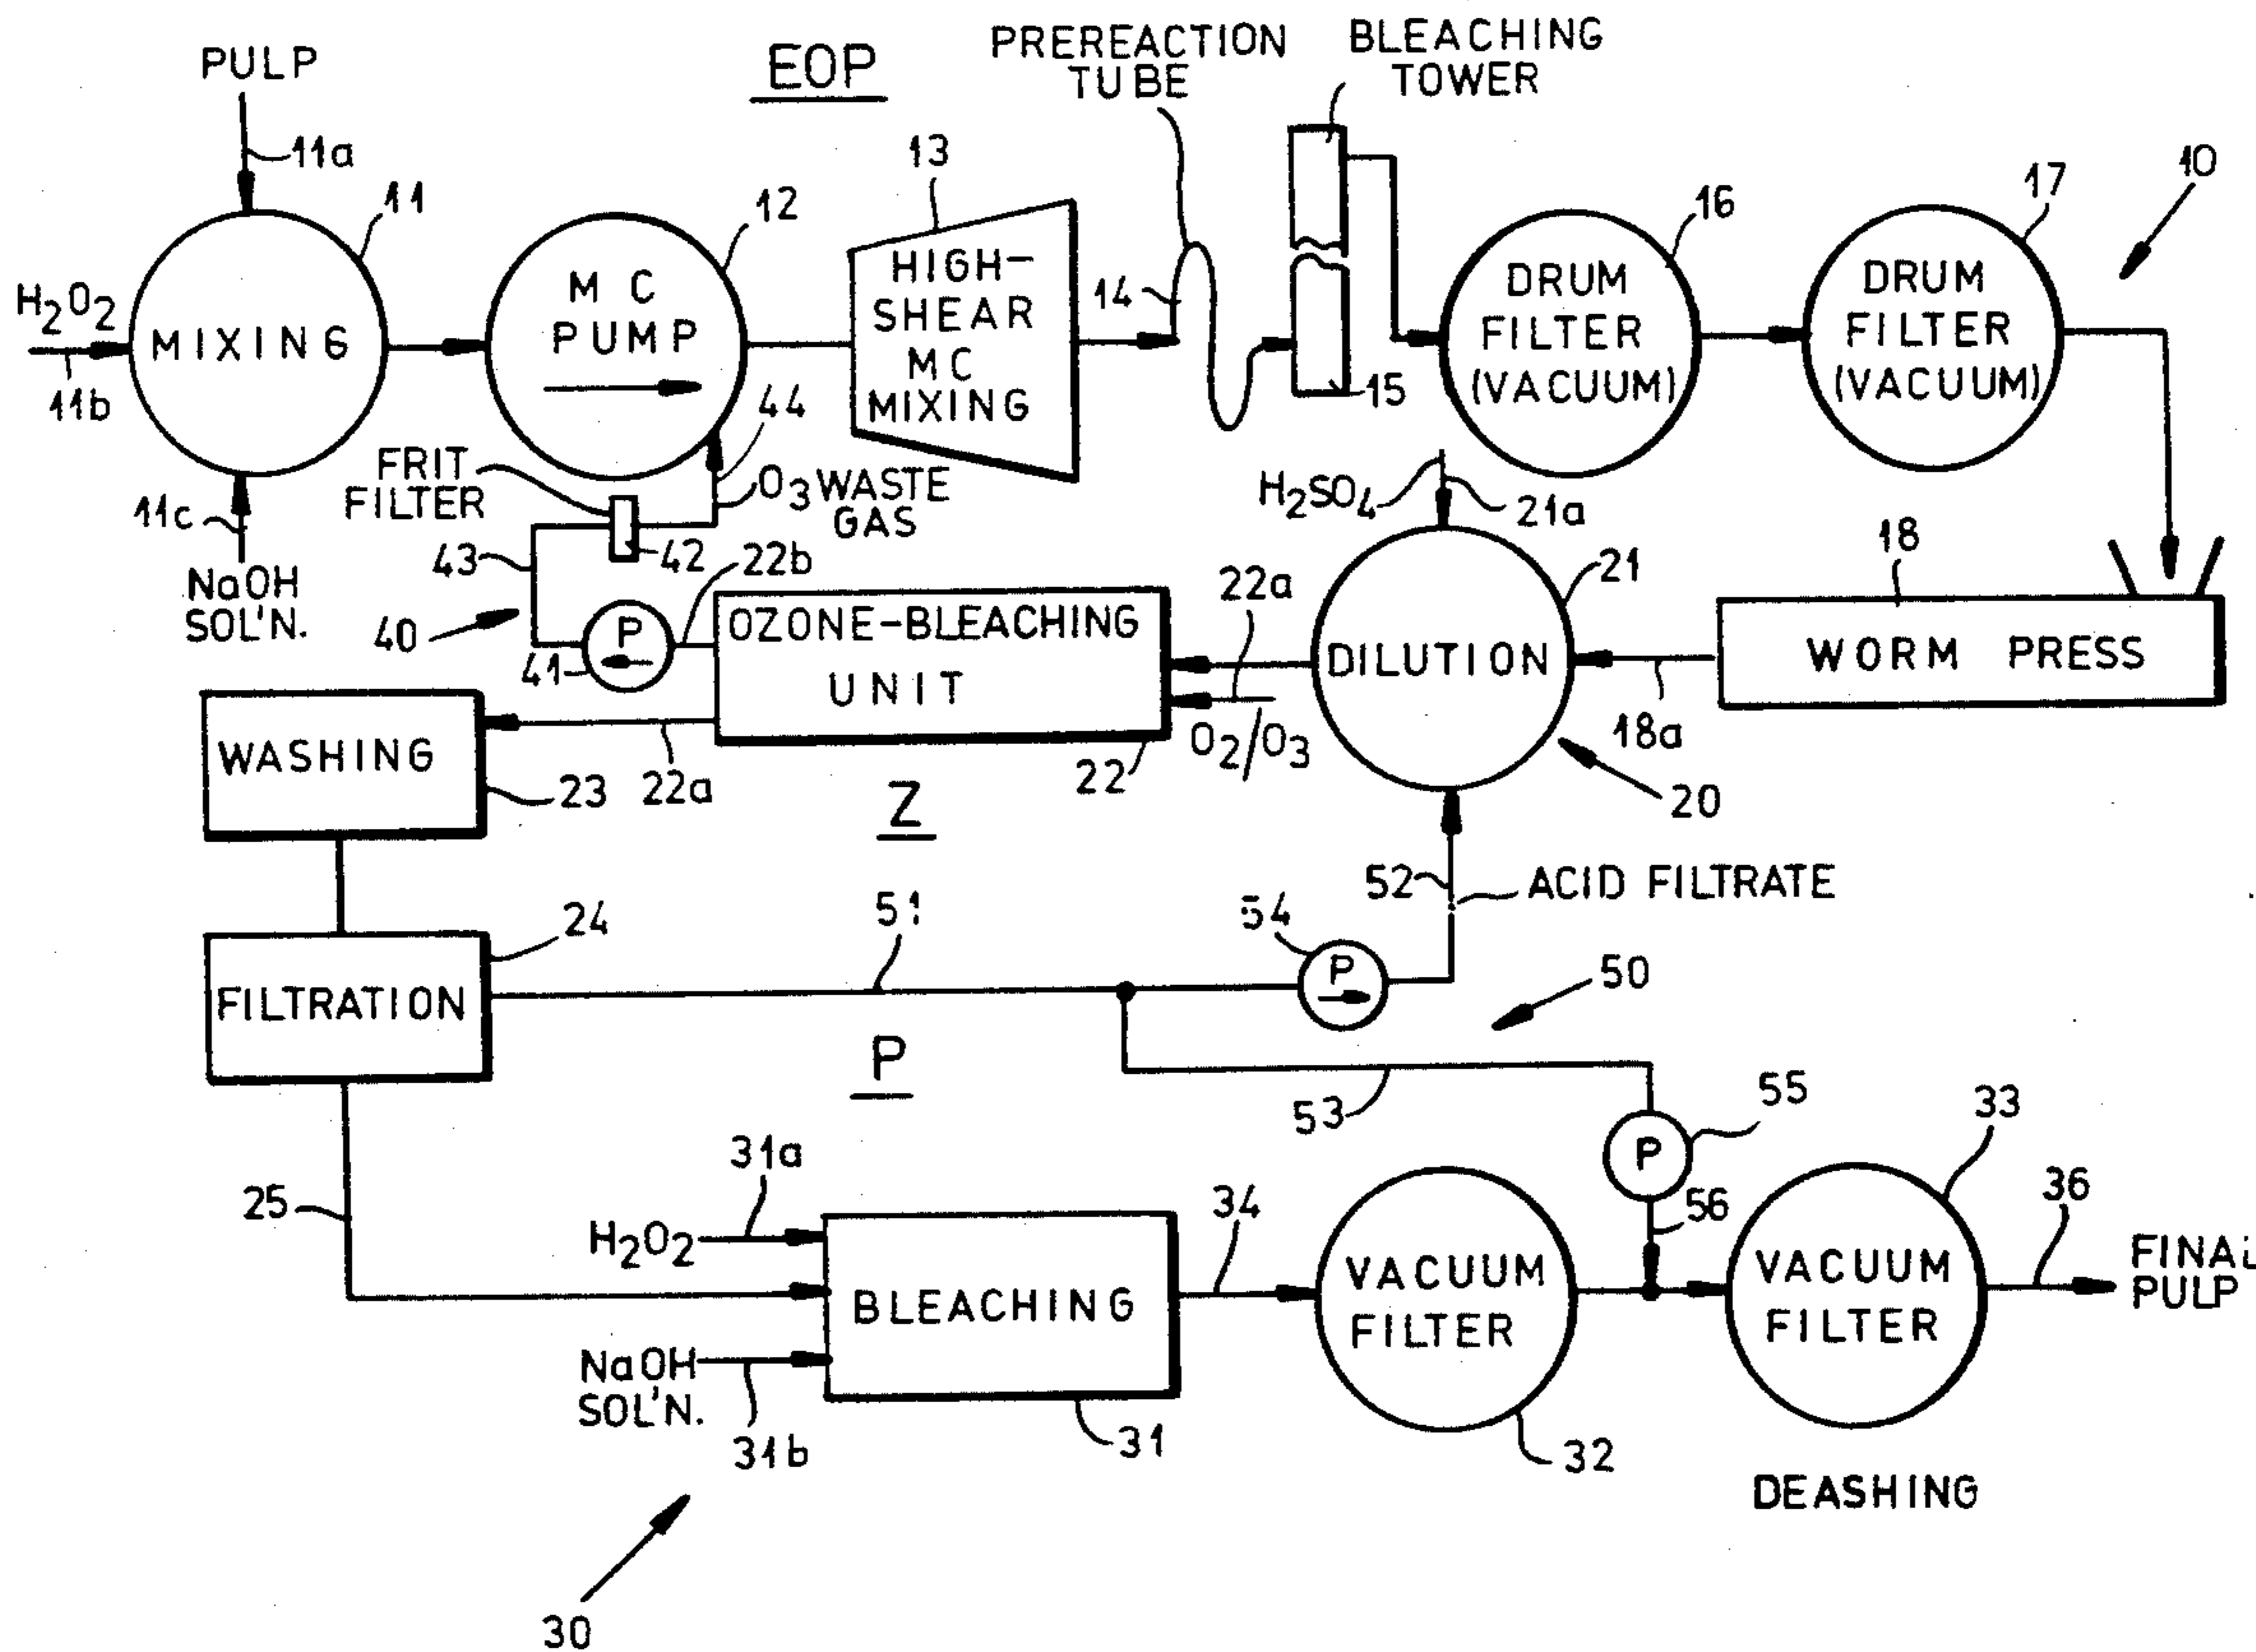 PULP
EOP
PREREACTION
TUBE
BLEACHING
TOWER
11a
11
12
13
16
17
10
H2O2
11b
MIXING
MC
PUMP
HIGH-
SHEAR
MC
MIXING
14
15
DRUM
FILTER
(VACUUM)
DRUM
FILTER
(VACUUM)
11c
NaOH
SOL'N.
FRIT
FILTER
44
O3 WASTE
GAS
43
42
22b
40
41
P
H2SO4
21a
OZONE-BLEACHING
UNIT
22a
O2/O3
22
DILUTION
21
18
WORM PRESS
18a
20
WASHING
23
22a
Z
52
ACID FILTRATE
24
51
54
P
50
FILTRATION
P
53
55
P
56
33
25
31a
H2O2
34
36
BLEACHING
VACUUM
FILTER
VACUUM
FILTER
FINAL
PULP
NaOH
SOL'N.
31b
31
32
DEASHING
30